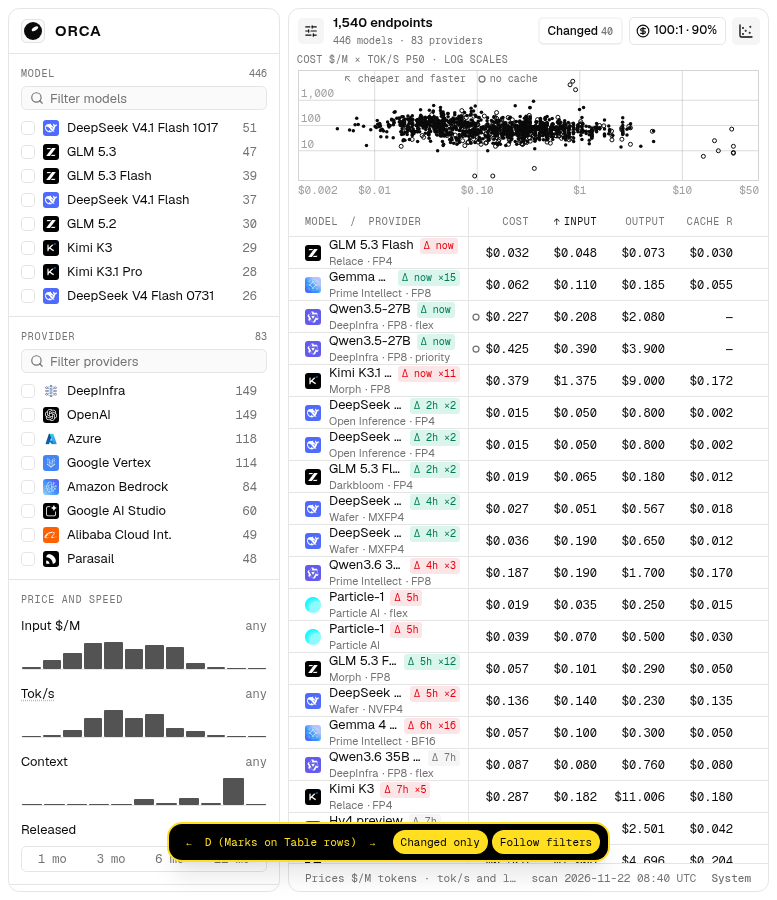 ORCA
MODEL 446
Filter models
DeepSeek V4.1 Flash 1017 51
GLM 5.3 47
GLM 5.3 Flash 39
DeepSeek V4.1 Flash 37
GLM 5.2 30
Kimi K3 29
Kimi K3.1 Pro 28
DeepSeek V4 Flash 0731 26
PROVIDER 83
Filter providers
DeepInfra 149
OpenAI 149
Azure 118
Google Vertex 114
Amazon Bedrock 84
Google AI Studio 60
Alibaba Cloud Int. 49
Parasail 48
PRICE AND SPEED
Input $/M any
Tok/s any
Context any
Released
1 mo 3 mo 6
1,540 endpoints
446 models · 83 providers
Changed 40
100:1 · 90%
COST $/M × TOK/S P50 · LOG SCALES
↖ cheaper and faster no cache
1,000
100
10
$0.002 $0.01 $0.10 $1 $10 $50
MODEL / PROVIDER COST ↑ INPUT OUTPUT CACHE R
GLM 5.3 Flash Δ now $0.032 $0.048 $0.073 $0.030
Relace · FP4
Gemma … Δ now ×15 $0.062 $0.110 $0.185 $0.055
Prime Intellect · FP8
Qwen3.5-27B Δ now $0.227 $0.208 $2.080 —
DeepInfra · FP8 · flex
Qwen3.5-27B Δ now $0.425 $0.390 $3.900 —
DeepInfra · FP8 · priority
Kimi K3.1 … Δ now ×11 $0.379 $1.375 $9.000 $0.172
Morph · FP8
DeepSeek … Δ 2h ×2 $0.015 $0.050 $0.800 $0.002
Open Inference · FP4
DeepSeek … Δ 2h ×2 $0.015 $0.050 $0.800 $0.002
Open Inference · FP4
GLM 5.3 Fl… Δ 2h ×2 $0.019 $0.065 $0.180 $0.012
Darkbloom · FP4
DeepSeek … Δ 4h ×2 $0.027 $0.051 $0.567 $0.018
Wafer · MXFP4
DeepSeek … Δ 4h ×2 $0.036 $0.190 $0.650 $0.012
Wafer · MXFP4
Qwen3.6 3… Δ 4h ×3 $0.187 $0.190 $1.700 $0.170
Prime Intellect · FP8
Particle-1 Δ 5h $0.019 $0.035 $0.250 $0.015
Particle AI · flex
Particle-1 Δ 5h $0.039 $0.070 $0.500 $0.030
Particle AI
GLM 5.3 F… Δ 5h ×12 $0.057 $0.101 $0.290 $0.050
Morph · FP8
DeepSeek … Δ 5h ×2 $0.136 $0.140 $0.230 $0.135
Wafer · NVFP4
Gemma 4 … Δ 6h ×16 $0.057 $0.100 $0.300 $0.050
Prime Intellect · BF16
Qwen3.6 35B … Δ 7h $0.087 $0.080 $0.760 $0.080
DeepInfra · FP8 · flex
Kimi K3 Δ 7h ×5 $0.287 $0.182 $11.006 $0.180
Relace · FP4
Hy4 preview Δ 7h $2.501 $0.042
$4.696 $0.204
← D (Marks on Table rows) → Changed only Follow filters
Prices $/M tokens · tok/s and l… scan 2026-11-22 08:40 UTC System